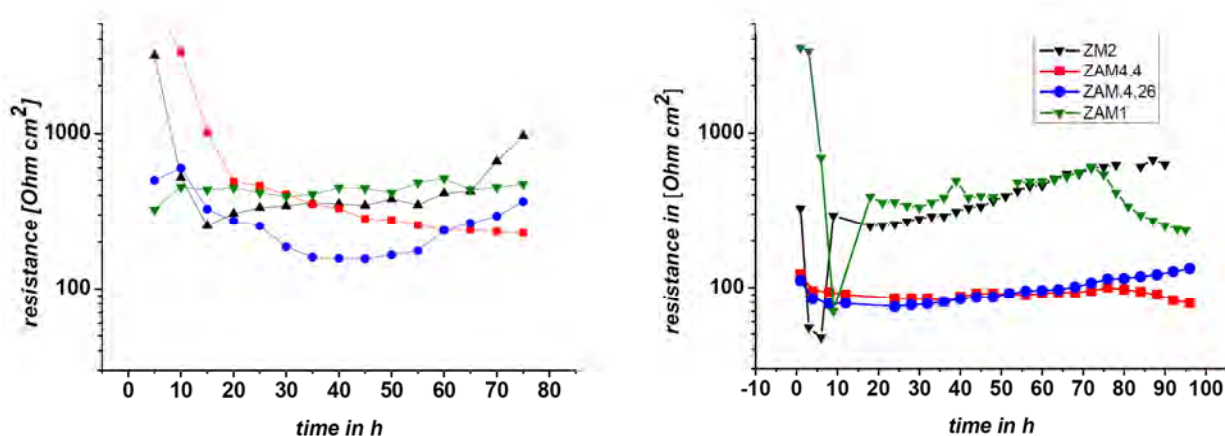 1000
100
resistance [Ohm cm²]
0 10 20 30 40 50 60 70 80
time in h
ZM2
ZAM4.4
ZAM.4.26
ZAM1
1000
100
resistance in [Ohm cm²]
-10 0 10 20 30 40 50 60 70 80 90 100
time in h